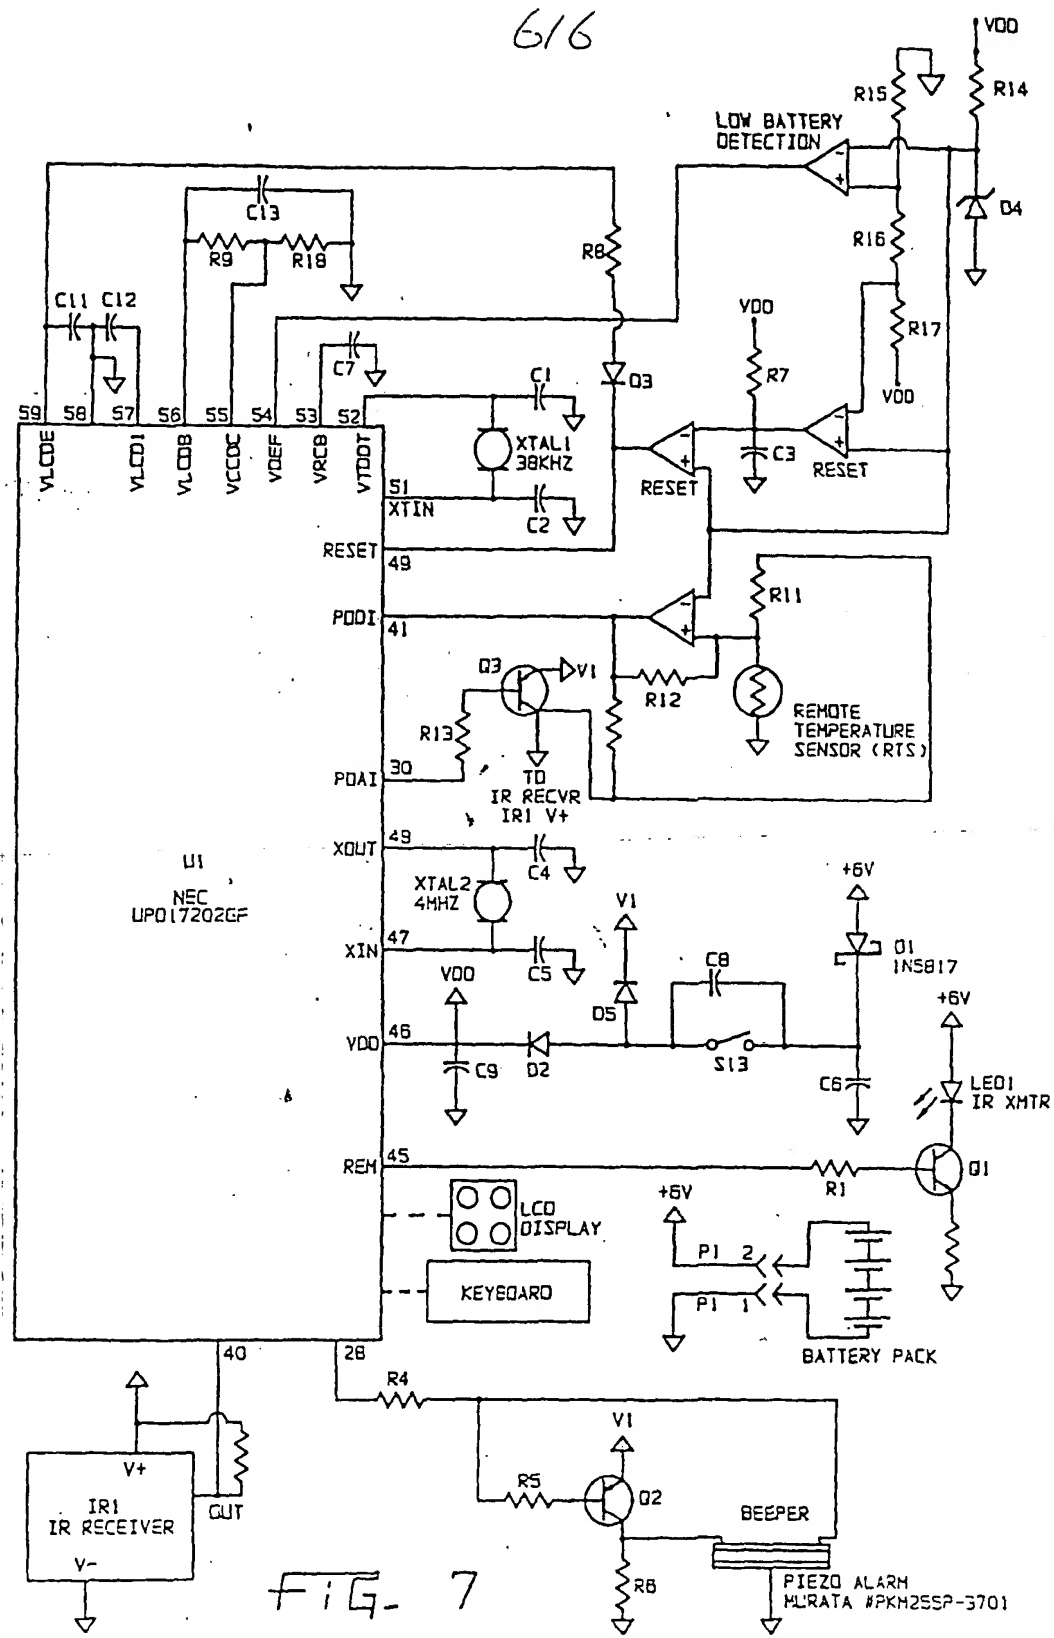 6/6
VDD
R15
R14
LOW BATTERY
DETECTION
-
+
C13
D4
R9
R18
R8
R16
C11
C12
VDD
R17
C7
D3
R7
C1
VDD
59
58
57
56
55
54
53
52
VLCDE
VLCD1
VLCDB
VCCDC
VDEF
VRCB
VTDDT
XTAL1
38KHZ
-
+
-
+
C3
RESET
RESET
51
XTIN
C2
RESET
49
R11
PODI
41
-
+
Q3
V1
R12
R13
REMOTE
TEMPERATURE
SENSOR (RTS)
POAI
30
TO
IR RECVR
IR1 V+
XOUT
49
C4
U1
NEC
UPD17202GF
XTAL2
4MHZ
+6V
V1
XIN
47
C5
C8
D1
1N5817
VDD
+6V
D5
VDD
46
C9
D2
S13
C6
LED1
IR XMTR
REM
45
R1
Q1
+6V
LCD
DISPLAY
P1 2
KEYBOARD
P1 1
BATTERY PACK
40
28
R4
V1
V+
R5
Q2
IR1
IR RECEIVER
OUT
BEEPER
V-
R6
PIEZO ALARM
MURATA #PKM25SP-3701
FIG. 7